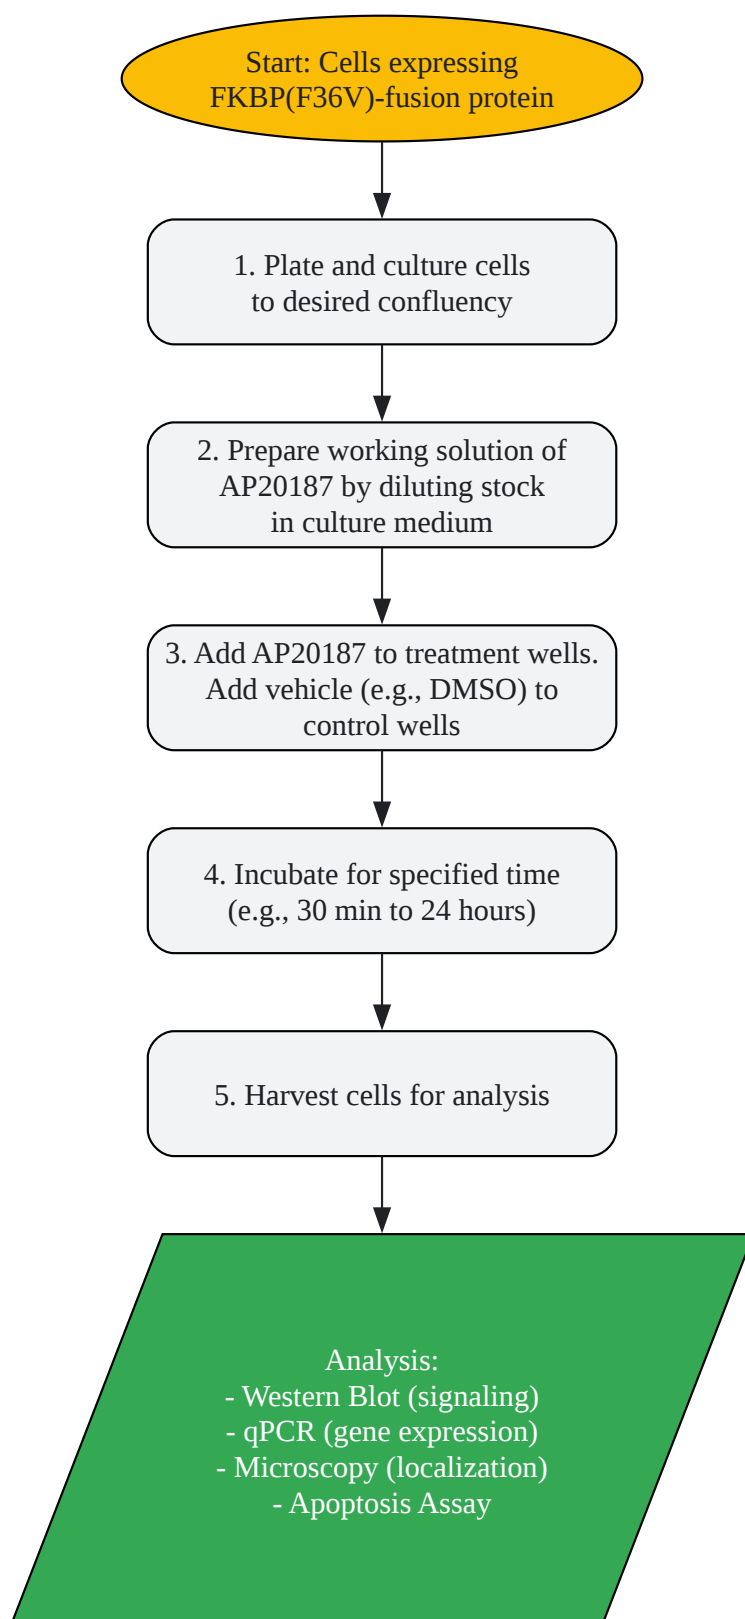 Start: Cells expressing
FKBP(F36V)-fusion protein
1. Plate and culture cells
to desired confluency
2. Prepare working solution of
AP20187 by diluting stock
in culture medium
3. Add AP20187 to treatment wells.
Add vehicle (e.g., DMSO) to
control wells
4. Incubate for specified time
(e.g., 30 min to 24 hours)
5. Harvest cells for analysis
Analysis:
- Western Blot (signaling)
- qPCR (gene expression)
- Microscopy (localization)
- Apoptosis Assay